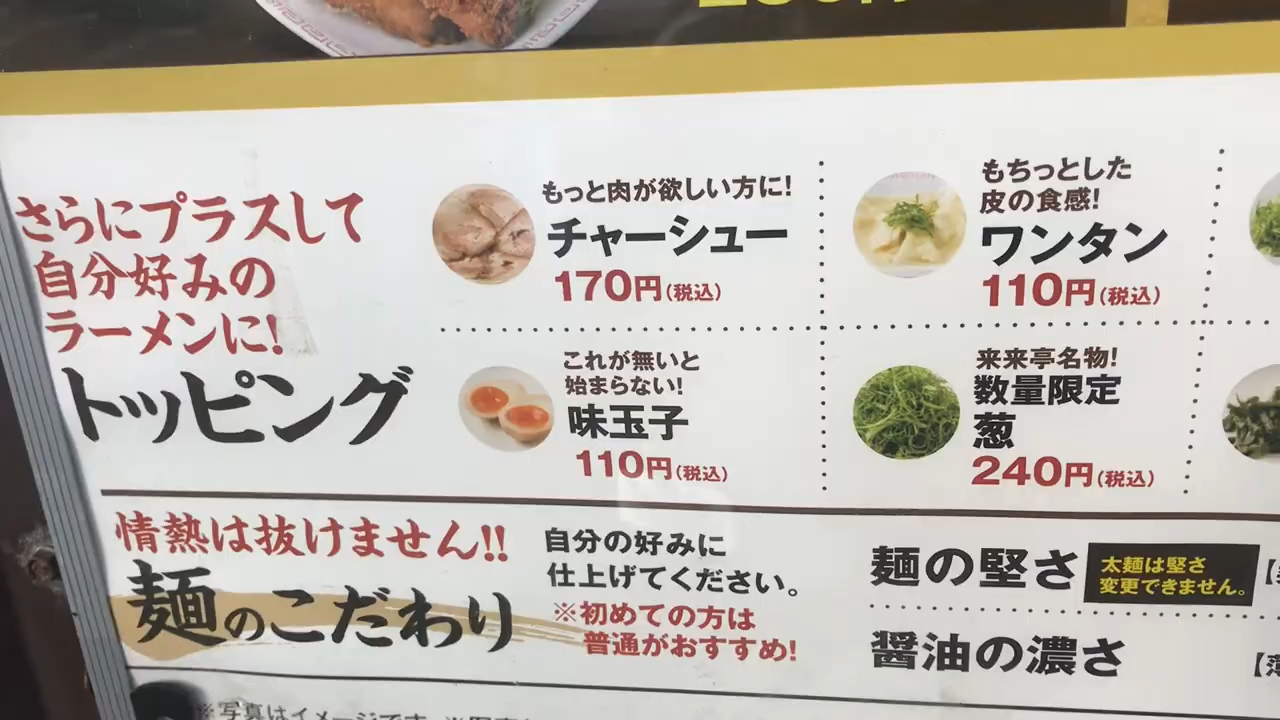 さらにプラスして
自分好みの
ラーメンに!
トッピング
もっと肉が欲しい方に!
チャーシュー
170円(税込)
もちっとした
皮の食感!
ワンタン
110円(税込)
これが無いと
始まらない!
味玉子
110円(税込)
来来亭名物!
数量限定
葱
240円(税込)
情熱は抜けません!!
麺のこだわり
自分の好みに
仕上げてください。
※初めての方は
普通がおすすめ!
麺の堅さ
太麺は堅さ
変更できません。
醤油の濃さ
※写真はイメージです